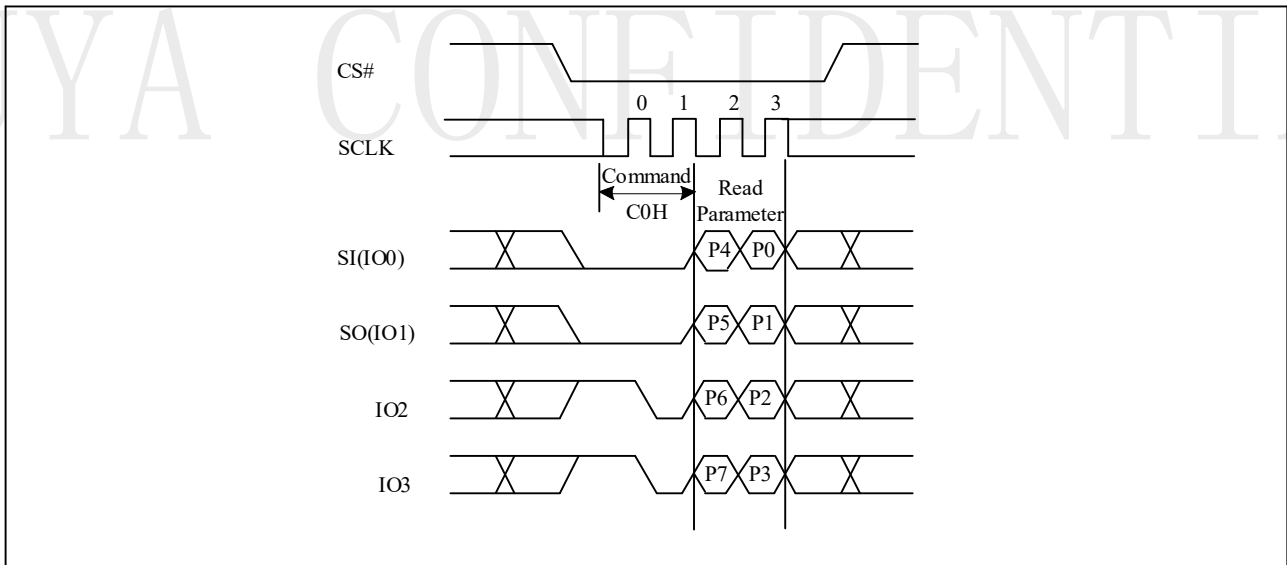 UYA CONFIDENTI
CS#
0 1 2 3
SCLK
Command
C0H
Read
Parameter
SI(IO0)
P4 P0
SO(IO1)
P5 P1
IO2
P6 P2
IO3
P7 P3